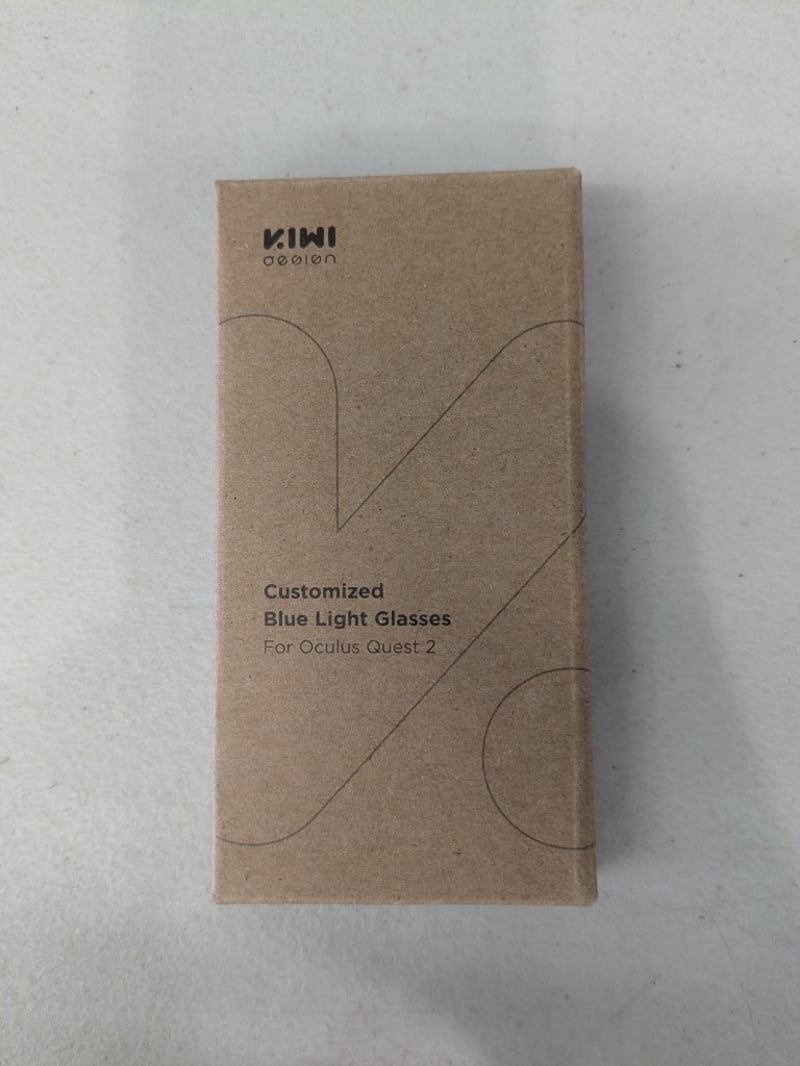 KIWI
design
Customized
Blue Light Glasses
For Oculus Quest 2